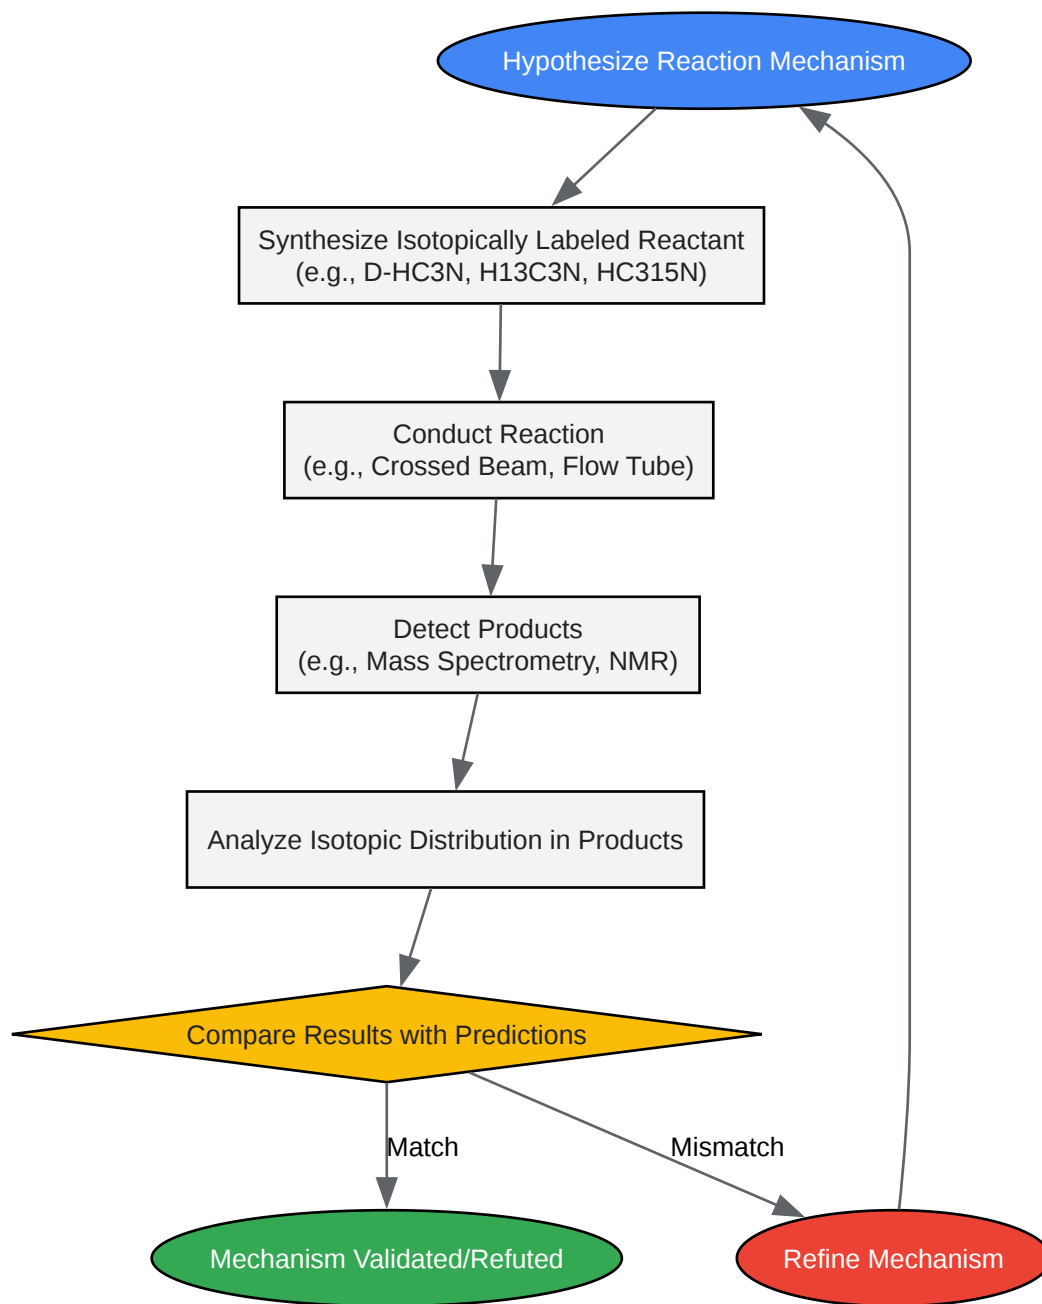 Hypothesize Reaction Mechanism
Synthesize Isotopically Labeled Reactant
(e.g., D-HC3N, H13C3N, HC315N)
Conduct Reaction
(e.g., Crossed Beam, Flow Tube)
Detect Products
(e.g., Mass Spectrometry, NMR)
Analyze Isotopic Distribution in Products
Compare Results with Predictions
Match
Mismatch
Mechanism Validated/Refuted
Refine Mechanism